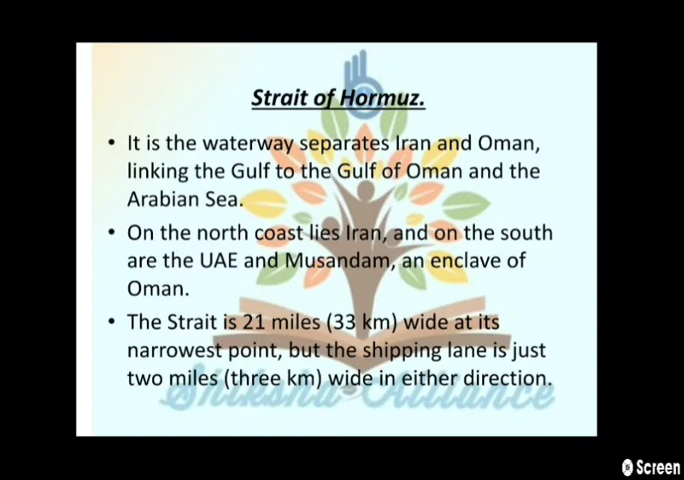 Strait of Hormuz.
• It is the waterway separates Iran and Oman,
linking the Gulf to the Gulf of Oman and the
Arabian Sea.
• On the north coast lies Iran, and on the south
are the UAE and Musandam, an enclave of
Oman.
• The Strait is 21 miles (33 km) wide at its
narrowest point, but the shipping lane is just
two miles (three km) wide in either direction.
Shiksha Alliance
Screen